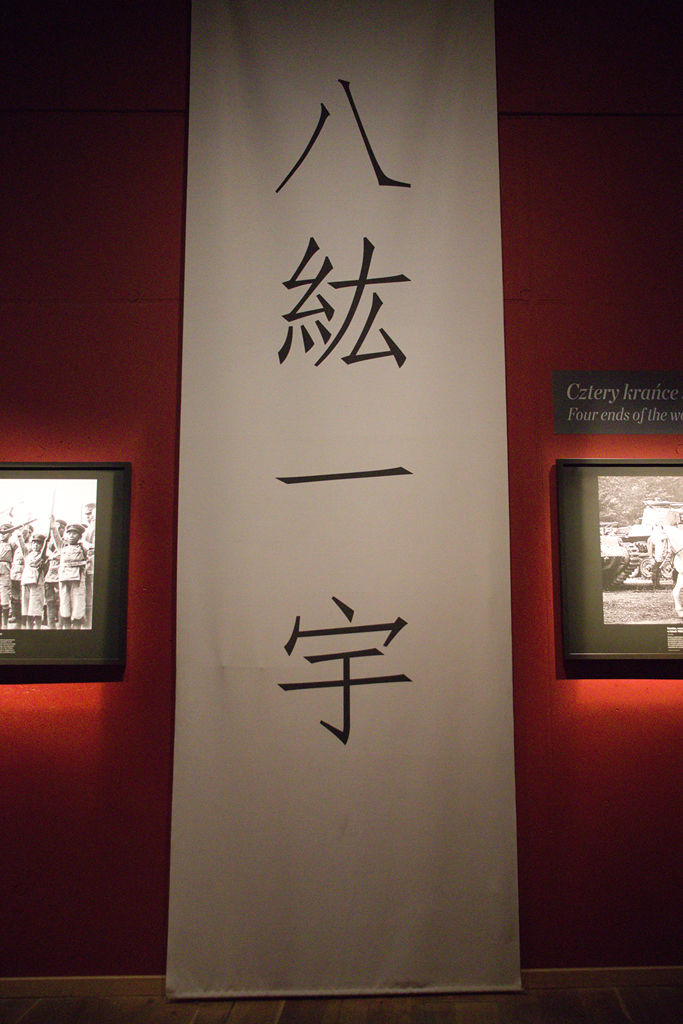 八紘一宇
Cztery krańce
Four ends of the